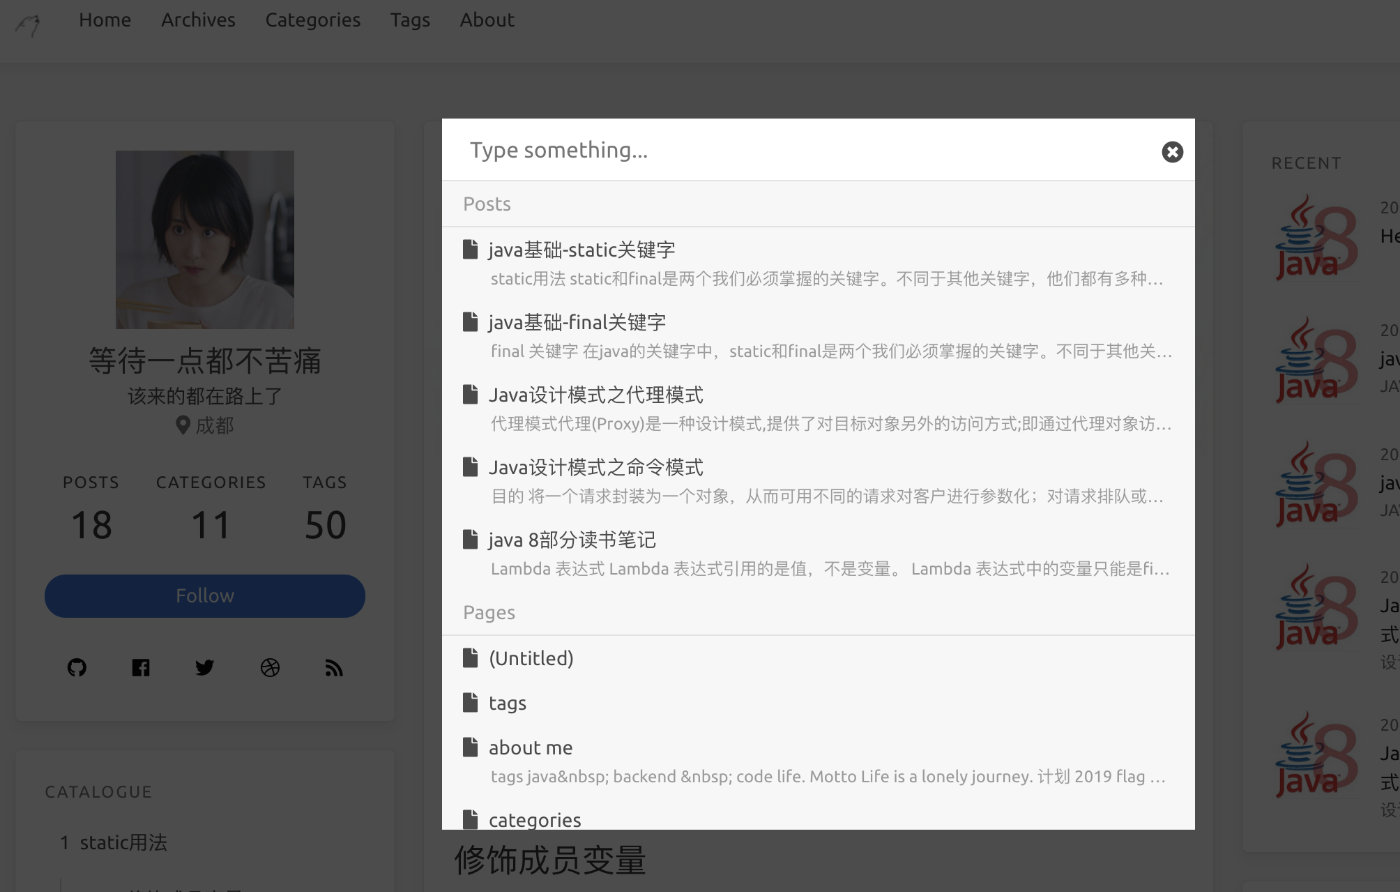 Home Archives Categories Tags About
等待一点都不苦痛
该来的都在路上了
成都
POSTS CATEGORIES TAGS
18 11 50
Follow
CATALOGUE
1 static用法
Type something...
Posts
java基础-static关键字
static用法 static和final是两个我们必须掌握的关键字。不同于其他关键字，他们都有多种...
java基础-final关键字
final 关键字 在java的关键字中，static和final是两个我们必须掌握的关键字。不同于其他关...
Java设计模式之代理模式
代理模式代理(Proxy)是一种设计模式,提供了对目标对象另外的访问方式;即通过代理对象访...
Java设计模式之命令模式
目的 将一个请求封装为一个对象，从而可用不同的请求对客户进行参数化；对请求排队或...
java 8部分读书笔记
Lambda 表达式 Lambda 表达式引用的是值，不是变量。 Lambda 表达式中的变量只能是fi...
Pages
(Untitled)
tags
about me
tags java&nbsp; backend &nbsp; code life. Motto Life is a lonely journey. 计划 2019 flag ...
categories
修饰成员变量
RECENT
Java 8
20
He
Java 8
20
jav
JA
Java 8
20
jav
JA
Java 8
20
Ja
式
设
Java 8
20
Ja
式
设